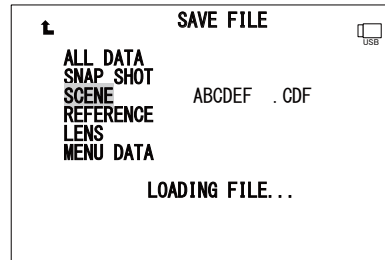 SAVE FILE
USB
ALL DATA
SNAP SHOT
SCENE ABCDEF .CDF
REFERENCE
LENS
MENU DATA
LOADING FILE...